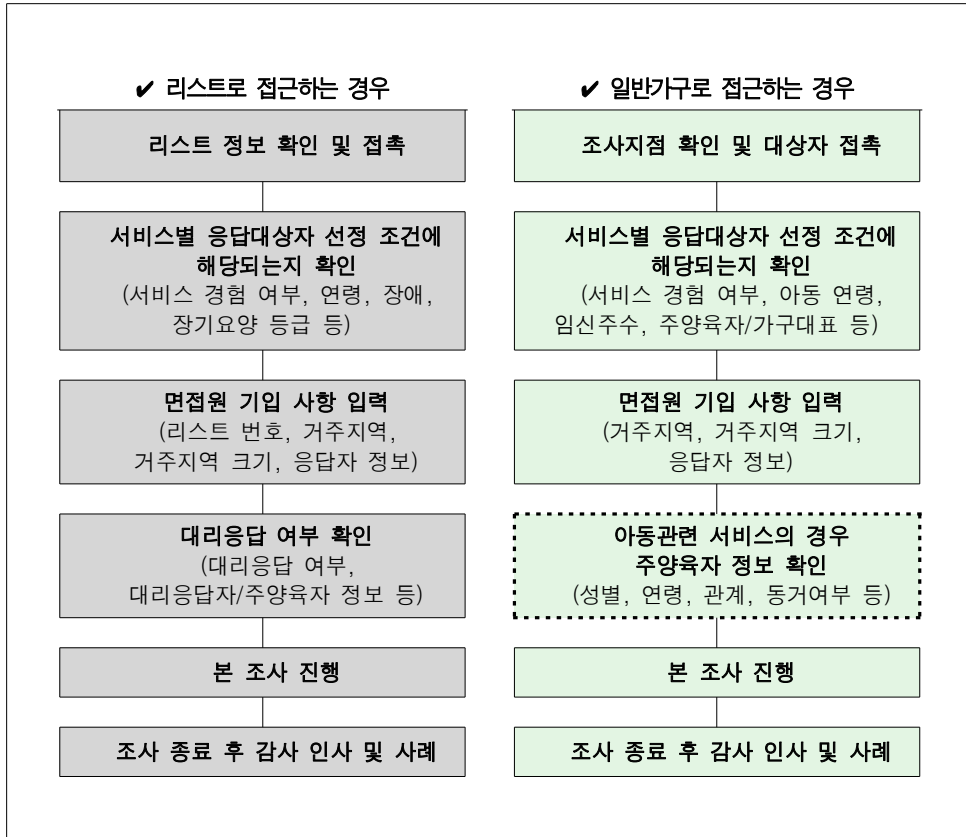 ✔ 리스트로 접근하는 경우
리스트 정보 확인 및 접촉
서비스별 응답대상자 선정 조건에
해당되는지 확인
(서비스 경험 여부, 연령, 장애,
장기요양 등급 등)
면접원 기입 사항 입력
(리스트 번호, 거주지역,
거주지역 크기, 응답자 정보)
대리응답 여부 확인
(대리응답 여부,
대리응답자/주양육자 정보 등)
본 조사 진행
조사 종료 후 감사 인사 및 사례
✔ 일반가구로 접근하는 경우
조사지점 확인 및 대상자 접촉
서비스별 응답대상자 선정 조건에
해당되는지 확인
(서비스 경험 여부, 아동 연령,
임신주수, 주양육자/가구대표 등)
면접원 기입 사항 입력
(거주지역, 거주지역 크기,
응답자 정보)
아동관련 서비스의 경우
주양육자 정보 확인
(성별, 연령, 관계, 동거여부 등)
본 조사 진행
조사 종료 후 감사 인사 및 사례